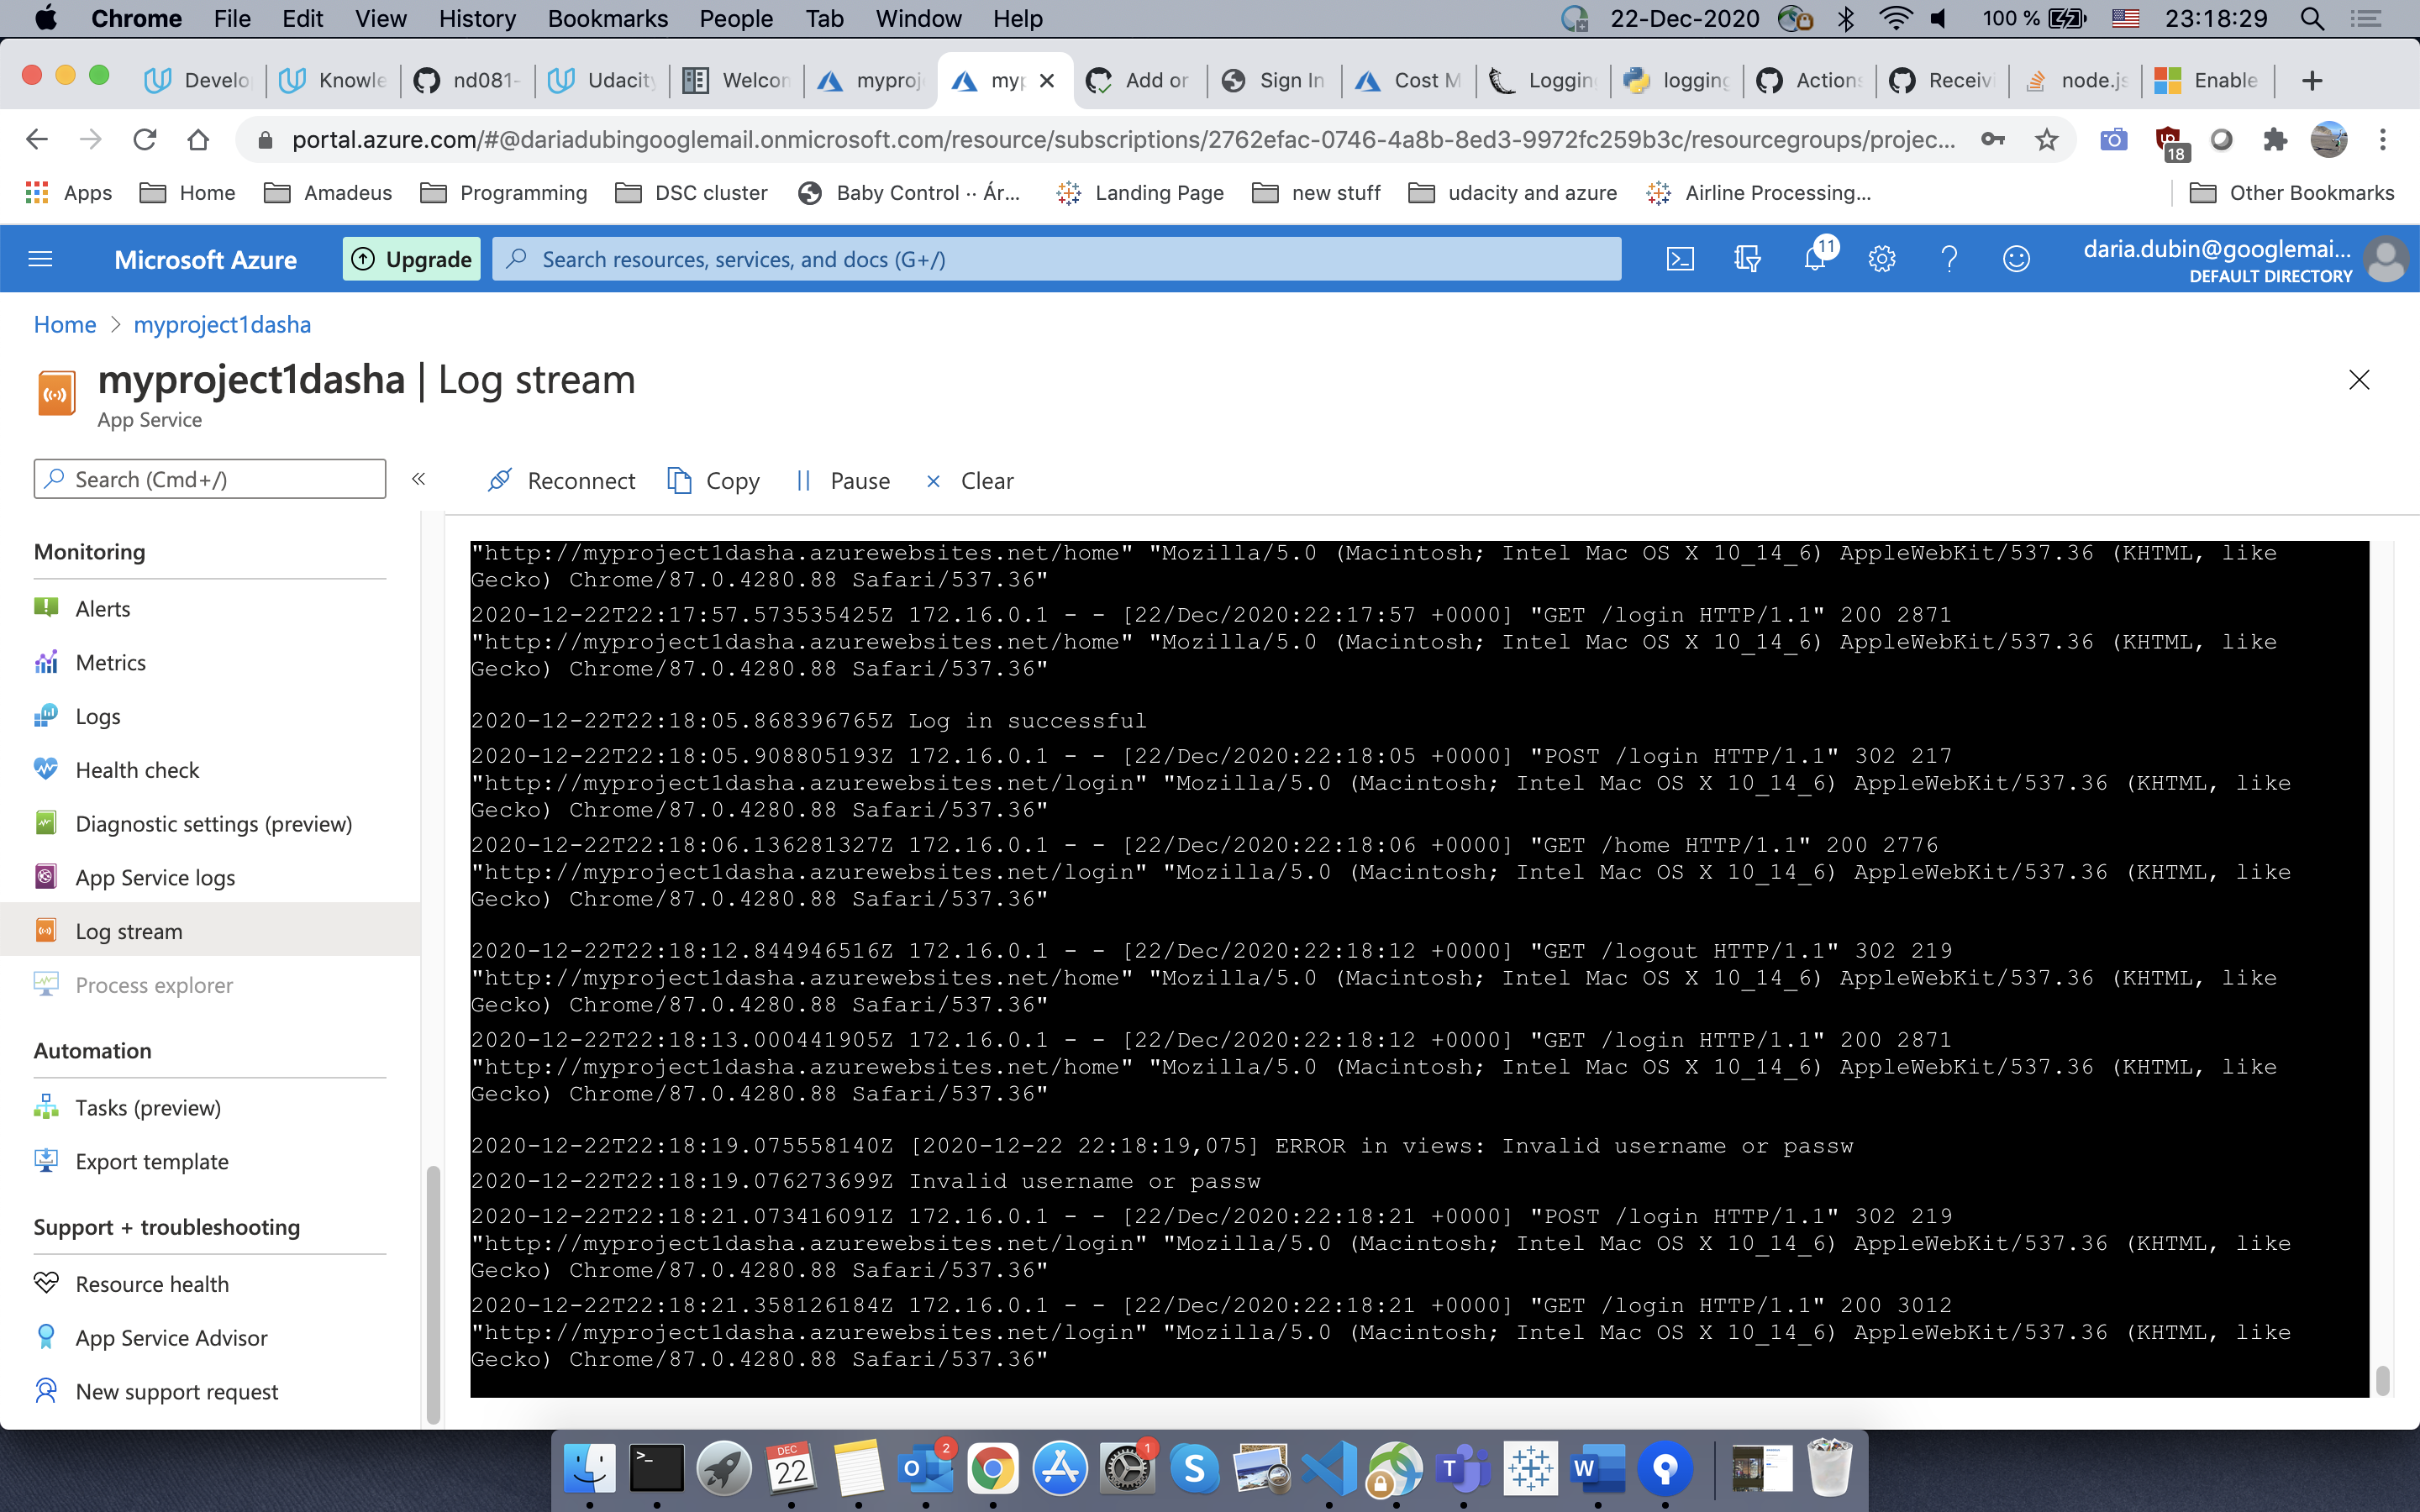 Chrome File Edit View History Bookmarks People Tab Window Help 22-Dec-2020 100 % 23:18:29
Develo Knowle nd081- Udacity Welcon myproj myp Add or Sign In Cost M Logging logging Actions Receivi node.js Enable
portal.azure.com/#@dariadubingooglemail.onmicrosoft.com/resource/subscriptions/2762efac-0746-4a8b-8ed3-9972fc259b3c/resourcegroups/projec... 18
Apps Home Amadeus Programming DSC cluster Baby Control ·· Ár... Landing Page new stuff udacity and azure Airline Processing... Other Bookmarks
Microsoft Azure Upgrade Search resources, services, and docs (G+/) 11 daria.dubin@googlemai...
DEFAULT DIRECTORY
Home > myproject1dasha
myproject1dasha | Log stream
App Service
Search (Cmd+/) « Reconnect Copy Pause Clear
Monitoring
Alerts
Metrics
Logs
Health check
Diagnostic settings (preview)
App Service logs
Log stream
Process explorer
Automation
Tasks (preview)
Export template
Support + troubleshooting
Resource health
App Service Advisor
New support request
"http://myproject1dasha.azurewebsites.net/home" "Mozilla/5.0 (Macintosh; Intel Mac OS X 10_14_6) AppleWebKit/537.36 (KHTML, like
Gecko) Chrome/87.0.4280.88 Safari/537.36"
2020-12-22T22:17:57.573535425Z 172.16.0.1 - - [22/Dec/2020:22:17:57 +0000] "GET /login HTTP/1.1" 200 2871
"http://myproject1dasha.azurewebsites.net/home" "Mozilla/5.0 (Macintosh; Intel Mac OS X 10_14_6) AppleWebKit/537.36 (KHTML, like
Gecko) Chrome/87.0.4280.88 Safari/537.36"
2020-12-22T22:18:05.868396765Z Log in successful
2020-12-22T22:18:05.908805193Z 172.16.0.1 - - [22/Dec/2020:22:18:05 +0000] "POST /login HTTP/1.1" 302 217
"http://myproject1dasha.azurewebsites.net/login" "Mozilla/5.0 (Macintosh; Intel Mac OS X 10_14_6) AppleWebKit/537.36 (KHTML, like
Gecko) Chrome/87.0.4280.88 Safari/537.36"
2020-12-22T22:18:06.136281327Z 172.16.0.1 - - [22/Dec/2020:22:18:06 +0000] "GET /home HTTP/1.1" 200 2776
"http://myproject1dasha.azurewebsites.net/login" "Mozilla/5.0 (Macintosh; Intel Mac OS X 10_14_6) AppleWebKit/537.36 (KHTML, like
Gecko) Chrome/87.0.4280.88 Safari/537.36"
2020-12-22T22:18:12.844946516Z 172.16.0.1 - - [22/Dec/2020:22:18:12 +0000] "GET /logout HTTP/1.1" 302 219
"http://myproject1dasha.azurewebsites.net/home" "Mozilla/5.0 (Macintosh; Intel Mac OS X 10_14_6) AppleWebKit/537.36 (KHTML, like
Gecko) Chrome/87.0.4280.88 Safari/537.36"
2020-12-22T22:18:13.000441905Z 172.16.0.1 - - [22/Dec/2020:22:18:12 +0000] "GET /login HTTP/1.1" 200 2871
"http://myproject1dasha.azurewebsites.net/home" "Mozilla/5.0 (Macintosh; Intel Mac OS X 10_14_6) AppleWebKit/537.36 (KHTML, like
Gecko) Chrome/87.0.4280.88 Safari/537.36"
2020-12-22T22:18:19.075558140Z [2020-12-22 22:18:19,075] ERROR in views: Invalid username or passw
2020-12-22T22:18:19.076273699Z Invalid username or passw
2020-12-22T22:18:21.073416091Z 172.16.0.1 - - [22/Dec/2020:22:18:21 +0000] "POST /login HTTP/1.1" 302 219
"http://myproject1dasha.azurewebsites.net/login" "Mozilla/5.0 (Macintosh; Intel Mac OS X 10_14_6) AppleWebKit/537.36 (KHTML, like
Gecko) Chrome/87.0.4280.88 Safari/537.36"
2020-12-22T22:18:21.358126184Z 172.16.0.1 - - [22/Dec/2020:22:18:21 +0000] "GET /login HTTP/1.1" 200 3012
"http://myproject1dasha.azurewebsites.net/login" "Mozilla/5.0 (Macintosh; Intel Mac OS X 10_14_6) AppleWebKit/537.36 (KHTML, like
Gecko) Chrome/87.0.4280.88 Safari/537.36"
DEC 22 2 1